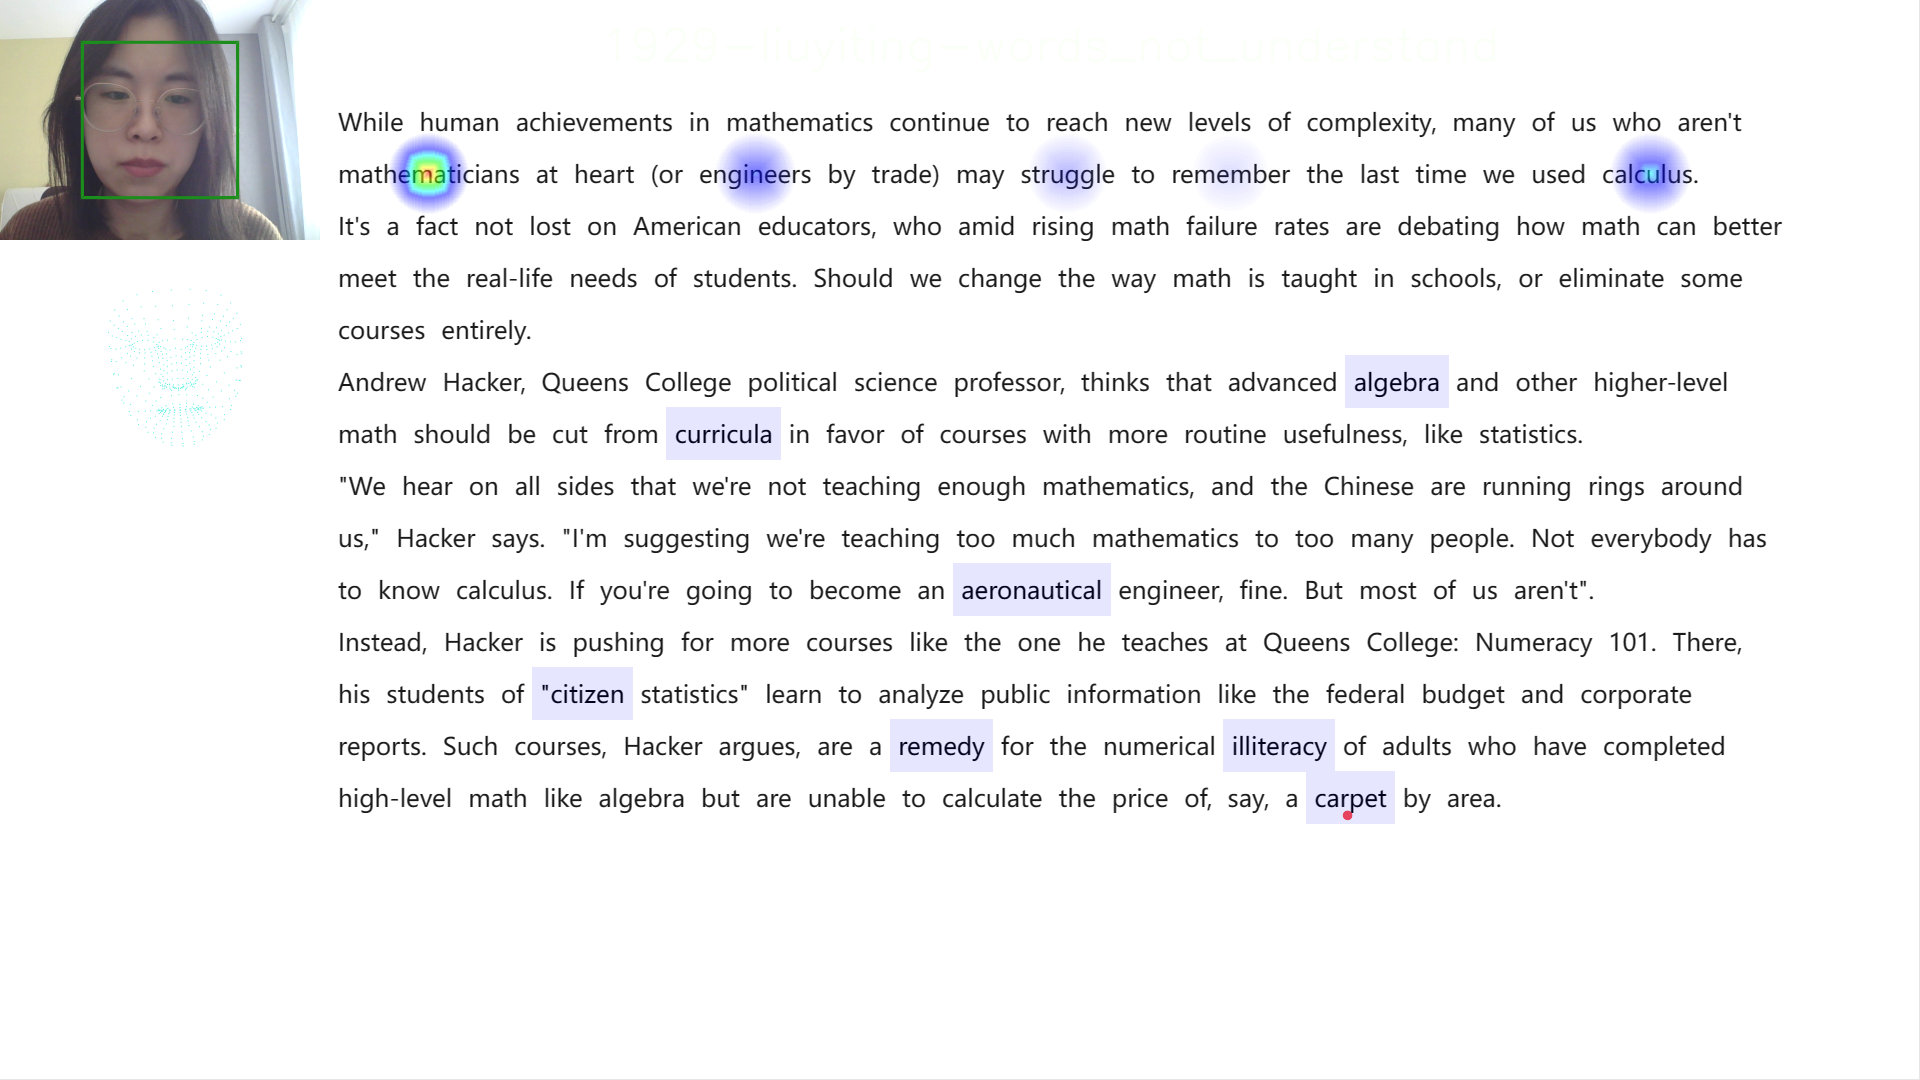 1929-liuyiting-words_not_understand
While human achievements in mathematics continue to reach new levels of complexity, many of us who aren't
mathematicians at heart (or engineers by trade) may struggle to remember the last time we used calculus.
It's a fact not lost on American educators, who amid rising math failure rates are debating how math can better
meet the real-life needs of students. Should we change the way math is taught in schools, or eliminate some
courses entirely.
Andrew Hacker, Queens College political science professor, thinks that advanced algebra and other higher-level
math should be cut from curricula in favor of courses with more routine usefulness, like statistics.
"We hear on all sides that we're not teaching enough mathematics, and the Chinese are running rings around
us," Hacker says. "I'm suggesting we're teaching too much mathematics to too many people. Not everybody has
to know calculus. If you're going to become an aeronautical engineer, fine. But most of us aren't".
Instead, Hacker is pushing for more courses like the one he teaches at Queens College: Numeracy 101. There,
his students of "citizen statistics" learn to analyze public information like the federal budget and corporate
reports. Such courses, Hacker argues, are a remedy for the numerical illiteracy of adults who have completed
high-level math like algebra but are unable to calculate the price of, say, a carpet by area.